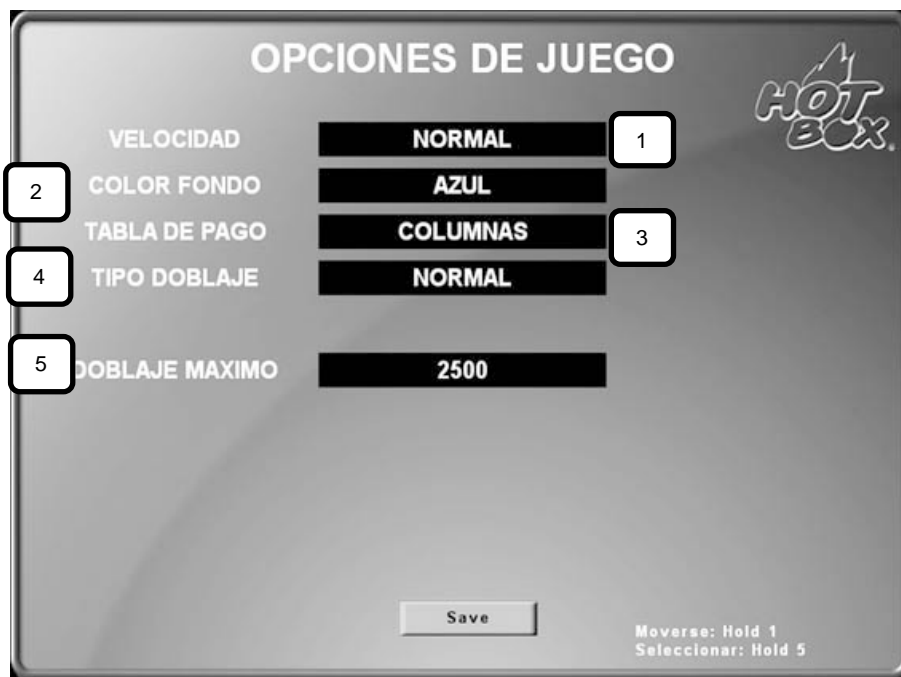 OPCIONES DE JUEGO
HOT
BOX®
VELOCIDAD NORMAL 1
2 COLOR FONDO AZUL
TABLA DE PAGO COLUMNAS 3
4 TIPO DOBLAJE NORMAL
5 DOBLAJE MAXIMO 2500
Save
Moverse: Hold 1
Seleccionar: Hold 5